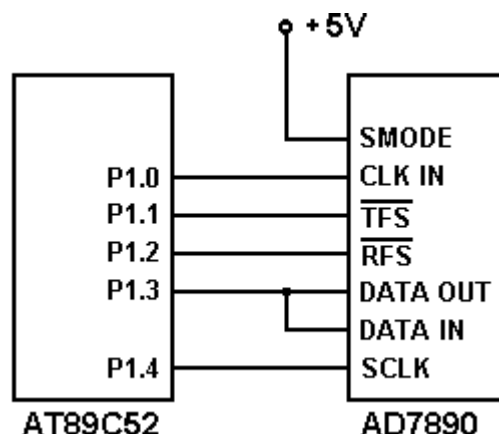 +5V
SMODE
P1.0 CLK IN
P1.1 TFS
P1.2 RFS
P1.3 DATA OUT
DATA IN
P1.4 SCLK
AT89C52 AD7890